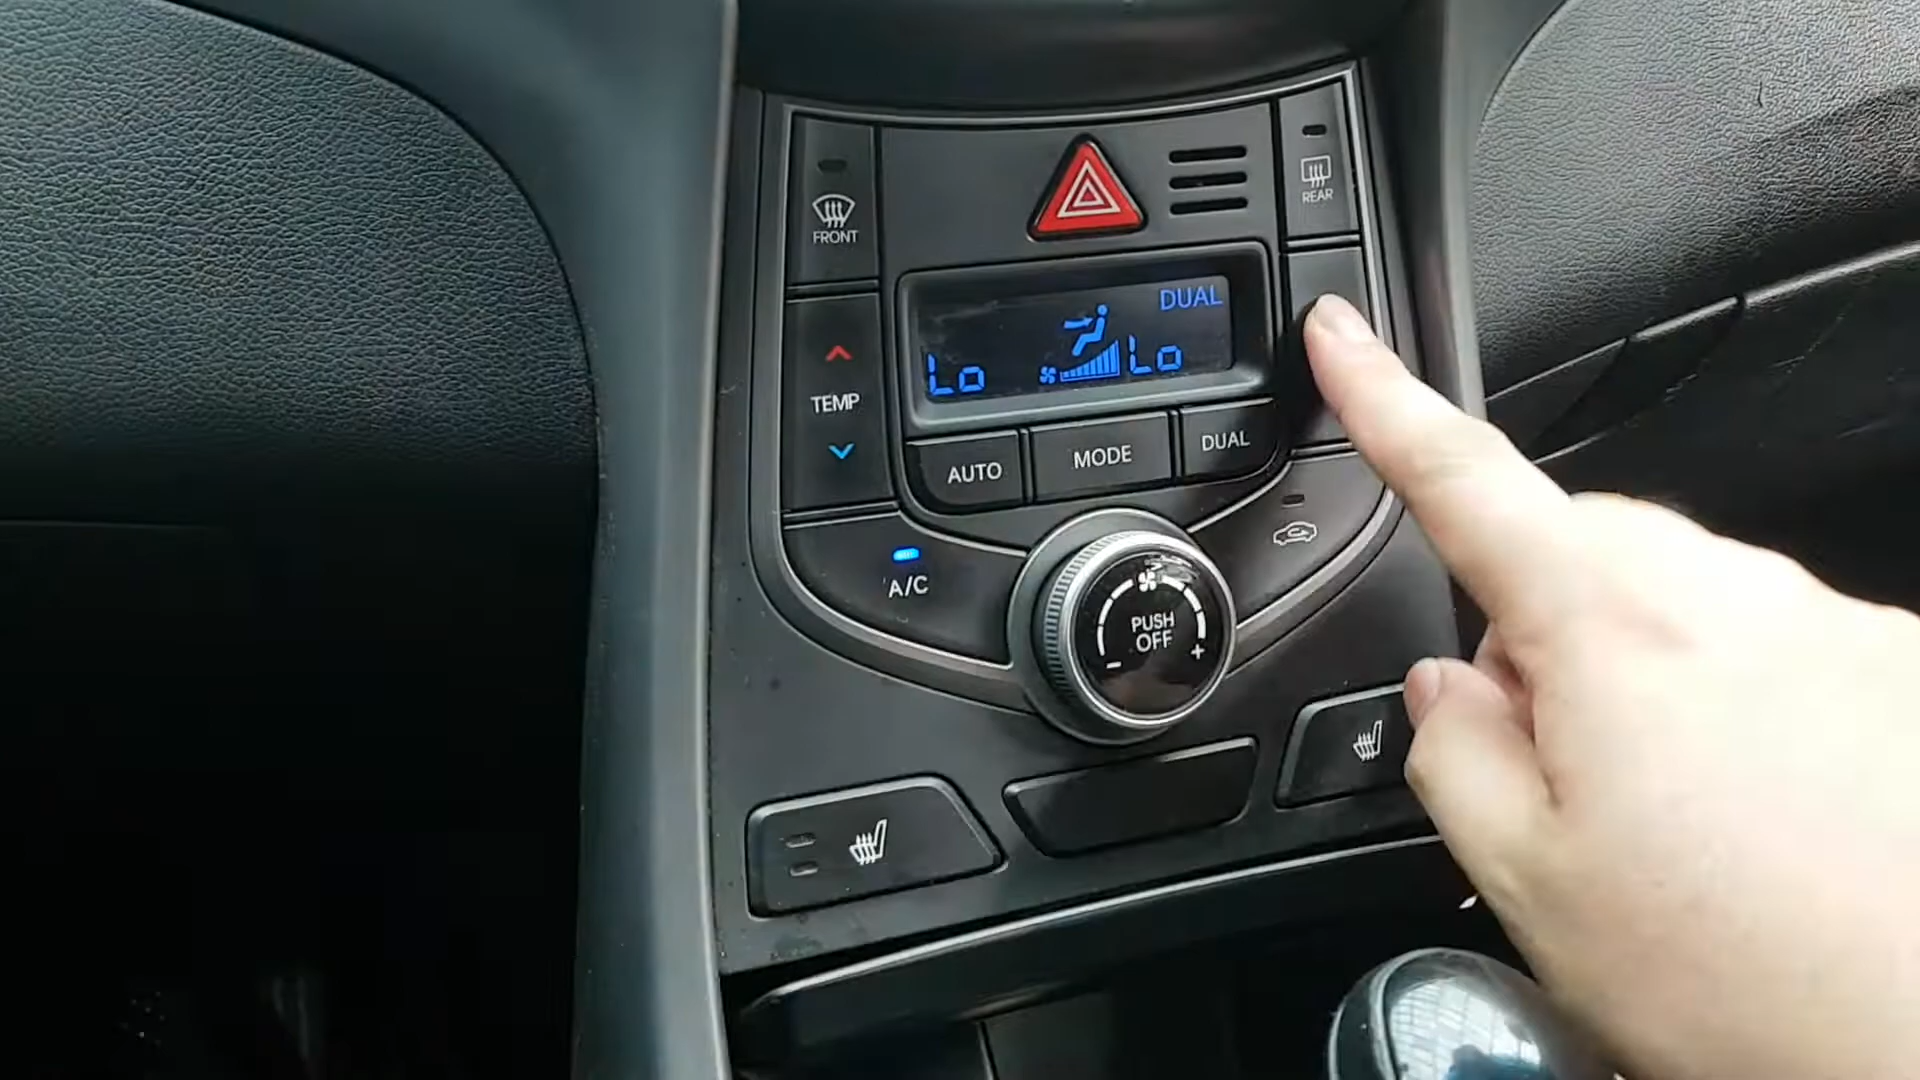 FRONT
REAR
DUAL
Lo
Lo
TEMP
AUTO
MODE
DUAL
A/C
PUSH
OFF
- +